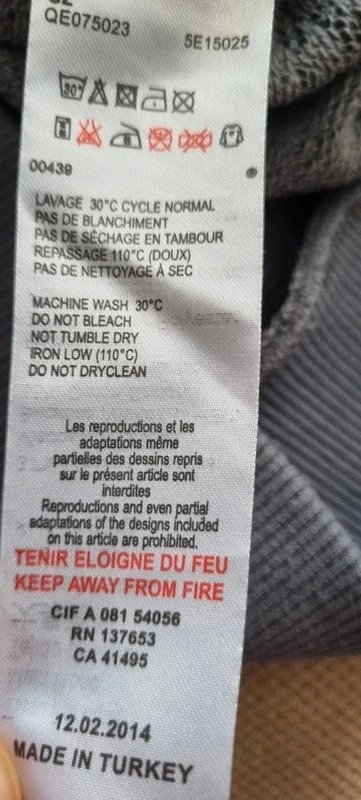 QE075023
5E15025
30°
00439
LAVAGE 30°C CYCLE NORMAL
PAS DE BLANCHIMENT
PAS DE SÉCHAGE EN TAMBOUR
REPASSAGE 110°C (DOUX)
PAS DE NETTOYAGE À SEC
MACHINE WASH 30°C
DO NOT BLEACH
NOT TUMBLE DRY
IRON LOW (110°C)
DO NOT DRYCLEAN
Les reproductions et les
adaptations même
partielles des dessins repris
sur le présent article sont
interdites
Reproductions and even partial
adaptations of the designs included
on this article are prohibited.
TENIR ELOIGNE DU FEU
KEEP AWAY FROM FIRE
CIF A 081 54056
RN 137653
CA 41495
12.02.2014
MADE IN TURKEY